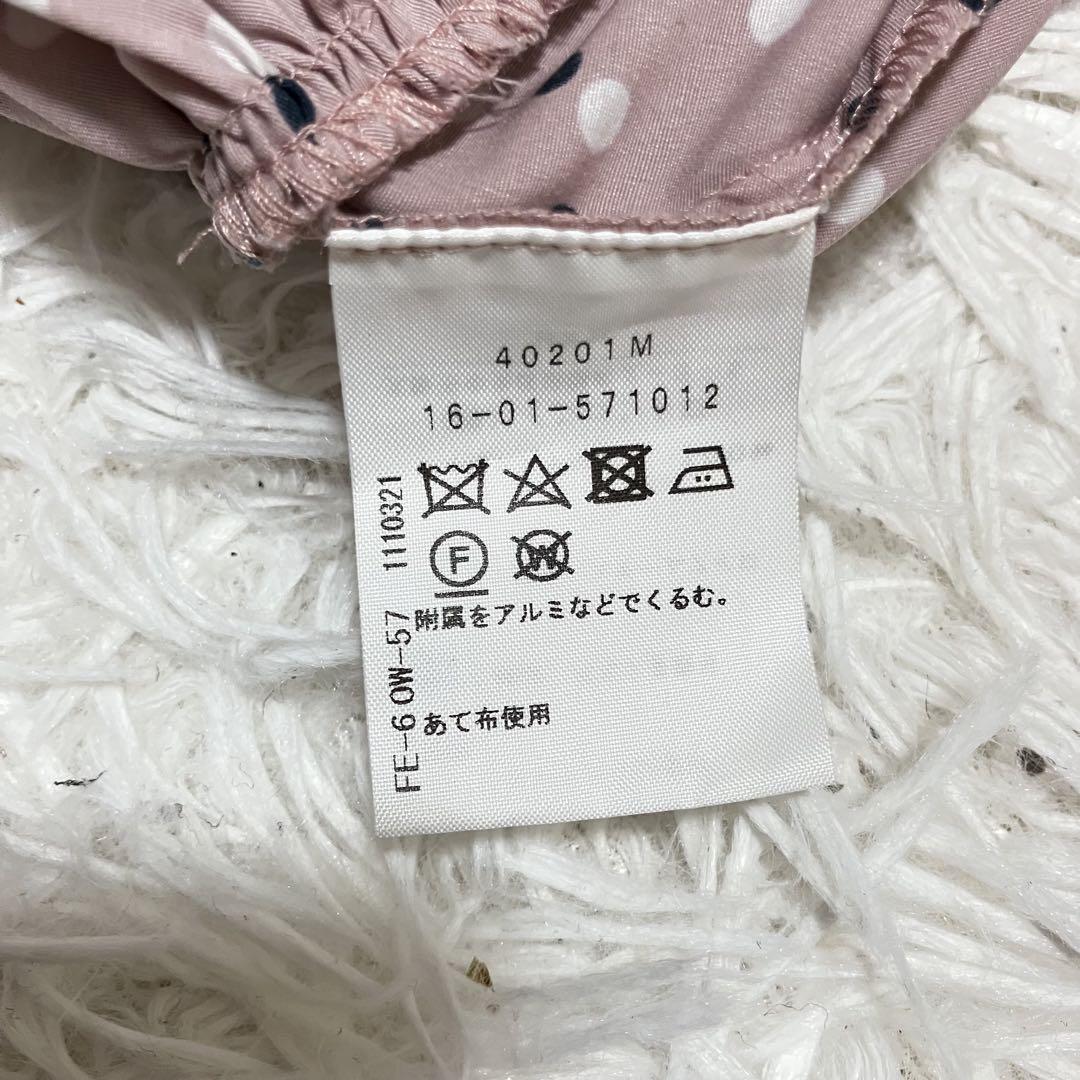 40201M
16-01-571012
F
W
附属をアルミなどでくるむ。
あて布使用
FE-6 OW-57 1110321